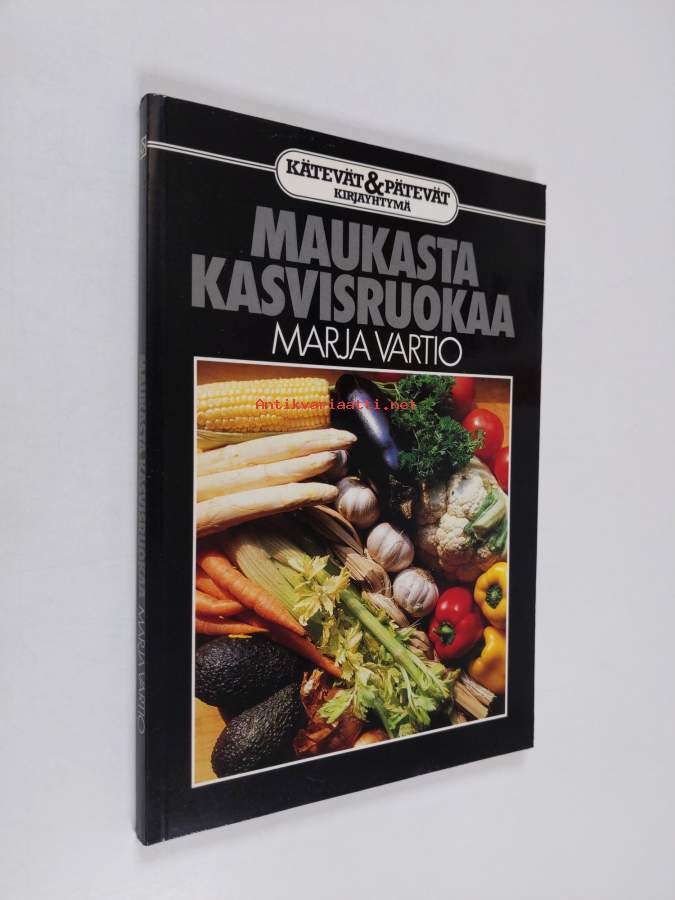 KÄTEVÄT & PÄTEVÄT
KIRJAYHTYMÄ
MAUKASTA
KASVISRUOKAA
MARJA VARTIO
Antikvariaatti.net
MAUKASTA KASVISRUOKAA MARJA VARTIO